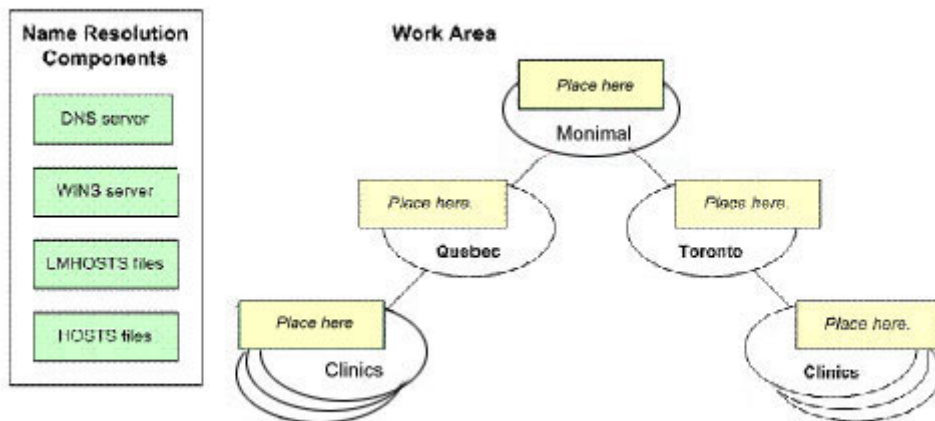 Name Resolution
Components
DNS server
WINS server
LMHOSTS files
HOSTS files
Work Area
Place here
Monimal
Place here.
Quebec
Place here.
Toronto
Place here
Clinics
Place here.
Clinics